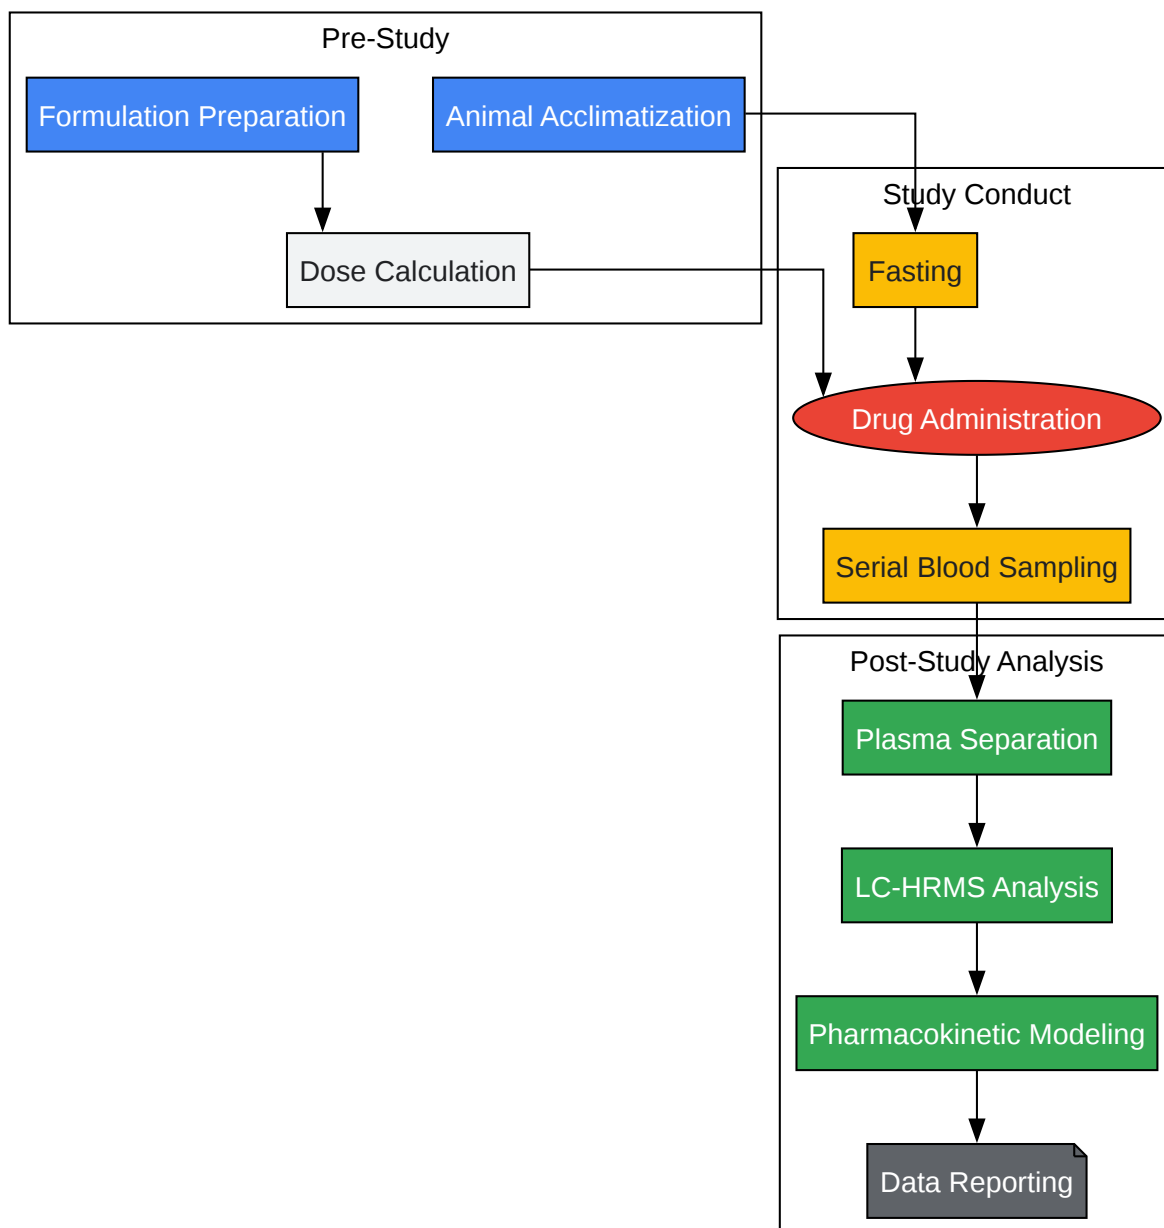 Pre-Study
Formulation Preparation
Animal Acclimatization
Dose Calculation
Study Conduct
Fasting
Drug Administration
Serial Blood Sampling
Post-Study Analysis
Plasma Separation
LC-HRMS Analysis
Pharmacokinetic Modeling
Data Reporting